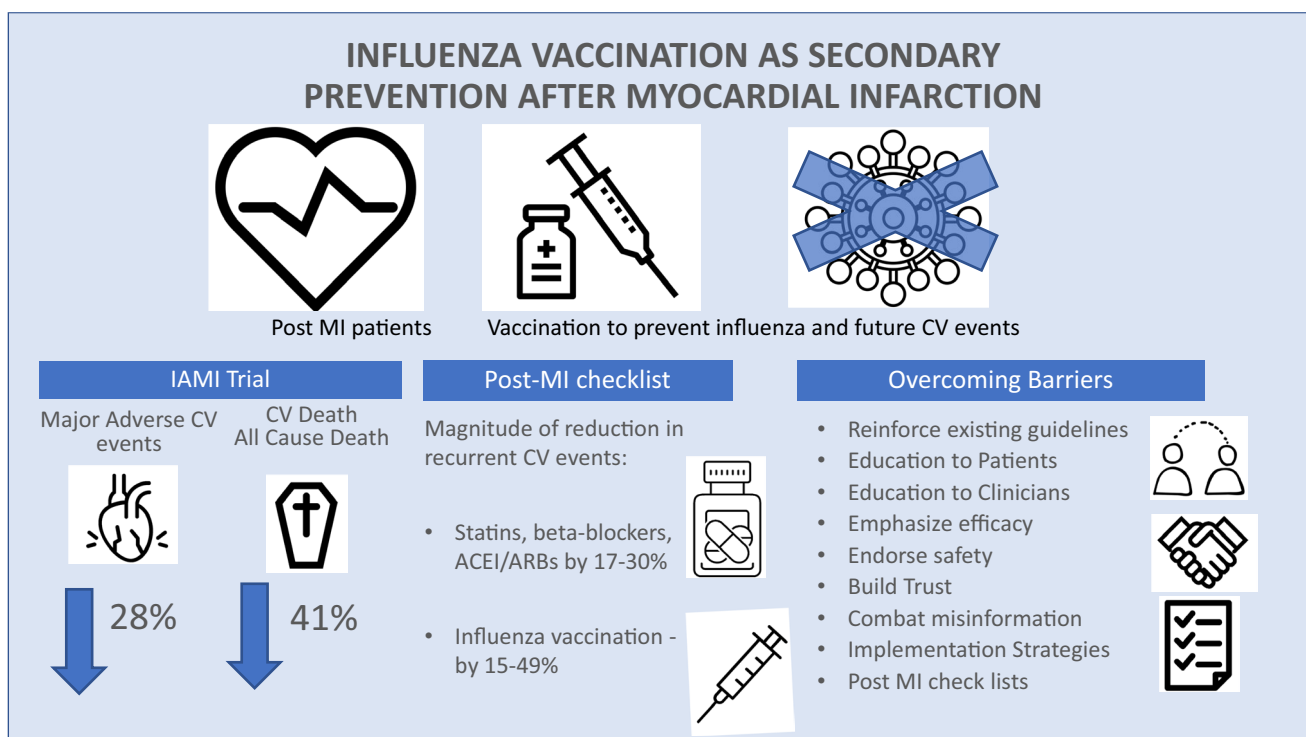 INFLUENZA VACCINATION AS SECONDARY
PREVENTION AFTER MYOCARDIAL INFARCTION
Post MI patients
Vaccination to prevent influenza and future CV events
IAMI Trial
Major Adverse CV
events
CV Death
All Cause Death
28%
41%
Post-MI checklist
Magnitude of reduction in
recurrent CV events:
• Statins, beta-blockers,
ACEI/ARBs by 17-30%
• Influenza vaccination -
by 15-49%
Overcoming Barriers
• Reinforce existing guidelines
• Education to Patients
• Education to Clinicians
• Emphasize efficacy
• Endorse safety
• Build Trust
• Combat misinformation
• Implementation Strategies
• Post MI check lists